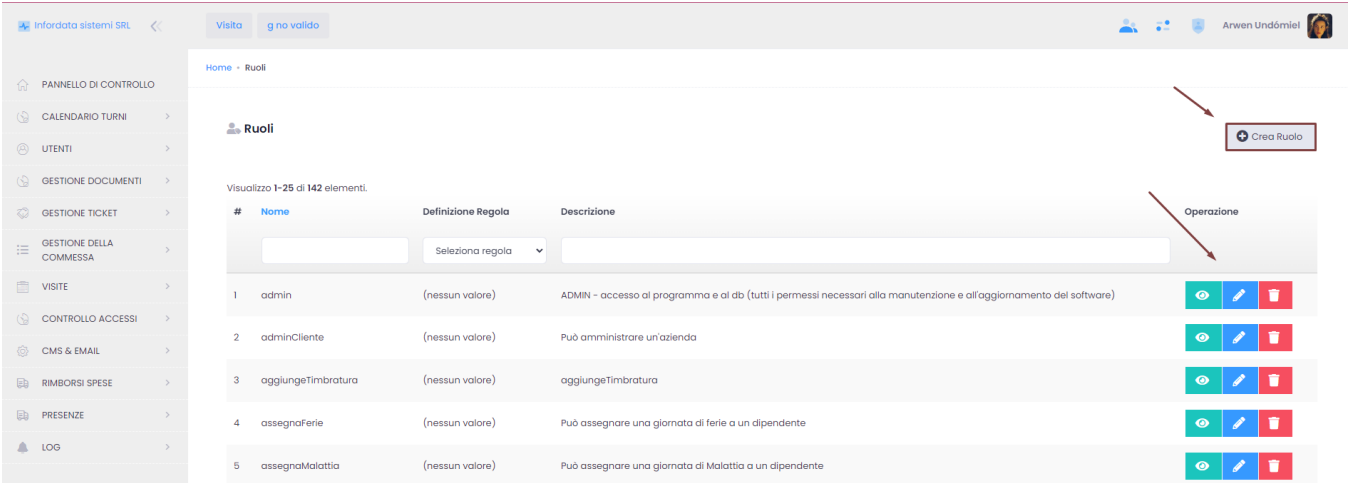 Infordata sistemi SRL
Visita
g no valido
Arwen Undómiel
Home • Ruoli
PANNELLO DI CONTROLLO
CALENDARIO TURNI
UTENTI
GESTIONE DOCUMENTI
GESTIONE TICKET
GESTIONE DELLA
COMMESSA
VISITE
CONTROLLO ACCESSI
CMS & EMAIL
RIMBORSI SPESE
PRESENZE
LOG
Ruoli
Crea Ruolo
Visualizzo 1-25 di 142 elementi.
# Nome Definizione Regola Descrizione Operazione
Seleziona regola
1 admin (nessun valore) ADMIN - accesso al programma e al db (tutti i permessi necessari alla manutenzione e all'aggiornamento del software)
2 adminCliente (nessun valore) Può amministrare un'azienda
3 aggiungeTimbratura (nessun valore) aggiungeTimbratura
4 assegnaFerie (nessun valore) Può assegnare una giornata di ferie a un dipendente
5 assegnaMalattia (nessun valore) Può assegnare una giornata di Malattia a un dipendente